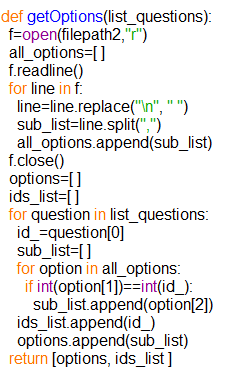 def getOptions(list_questions):
f=open(filepath2,"r")
all_options=[ ]
f.readline()
for line in f:
line=line.replace("\n", " ")
sub_list=line.split(",")
all_options.append(sub_list)
f.close()
options=[ ]
ids_list=[ ]
for question in list_questions:
id_=question[0]
sub_list=[ ]
for option in all_options:
if int(option[1])==int(id_):
sub_list.append(option[2])
ids_list.append(id_)
options.append(sub_list)
return [options, ids_list ]